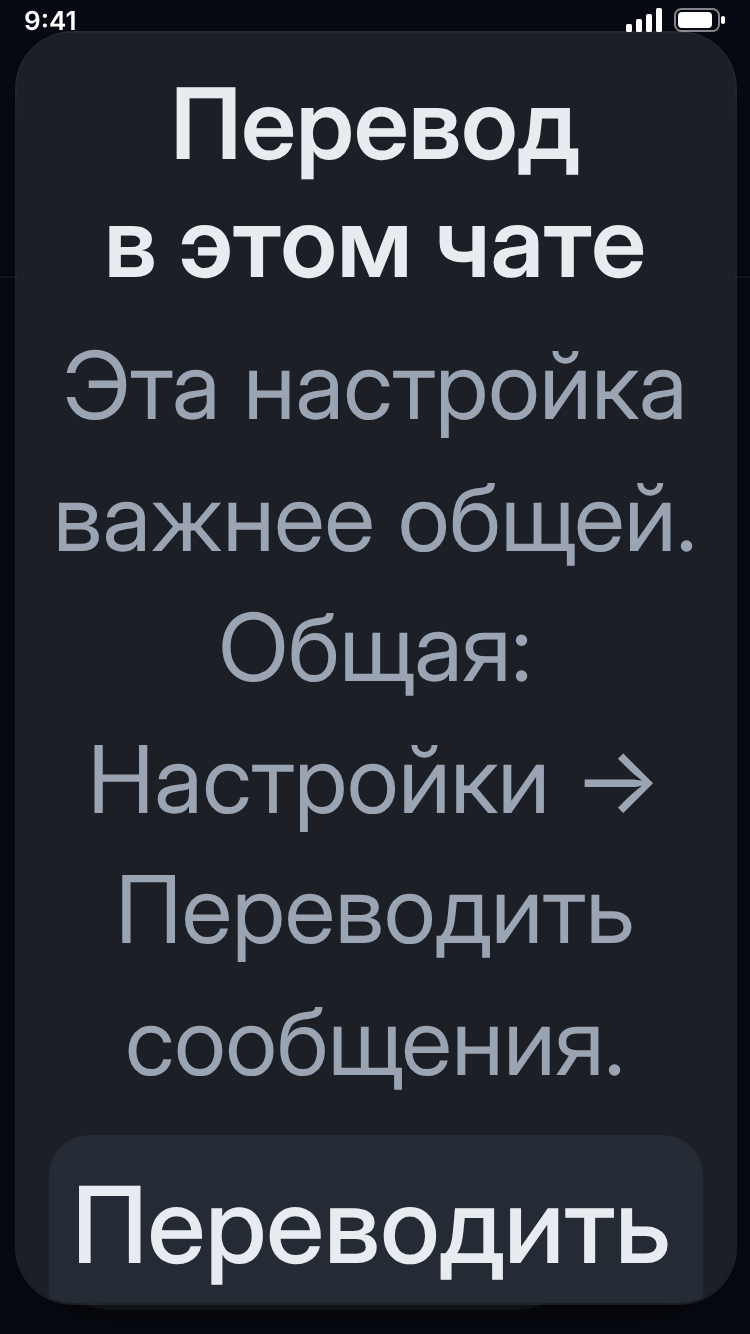 9:41
Перевод
в этом чате
Эта настройка
важнее общей.
Общая:
Настройки →
Переводить
сообщения.
Переводить